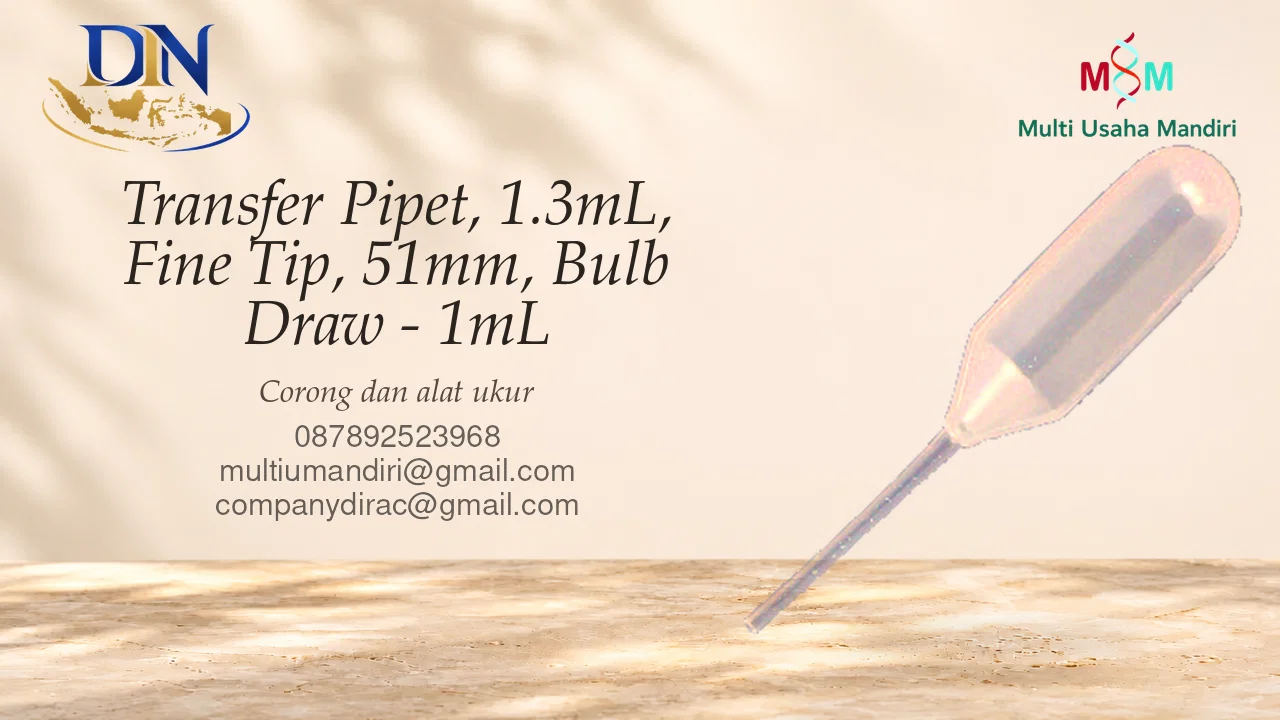 DIN
M M
Multi Usaha Mandiri
Transfer Pipet, 1.3mL,
Fine Tip, 51mm, Bulb
Draw - 1mL
Corong dan alat ukur
087892523968
multiumandiri@gmail.com
companydirac@gmail.com